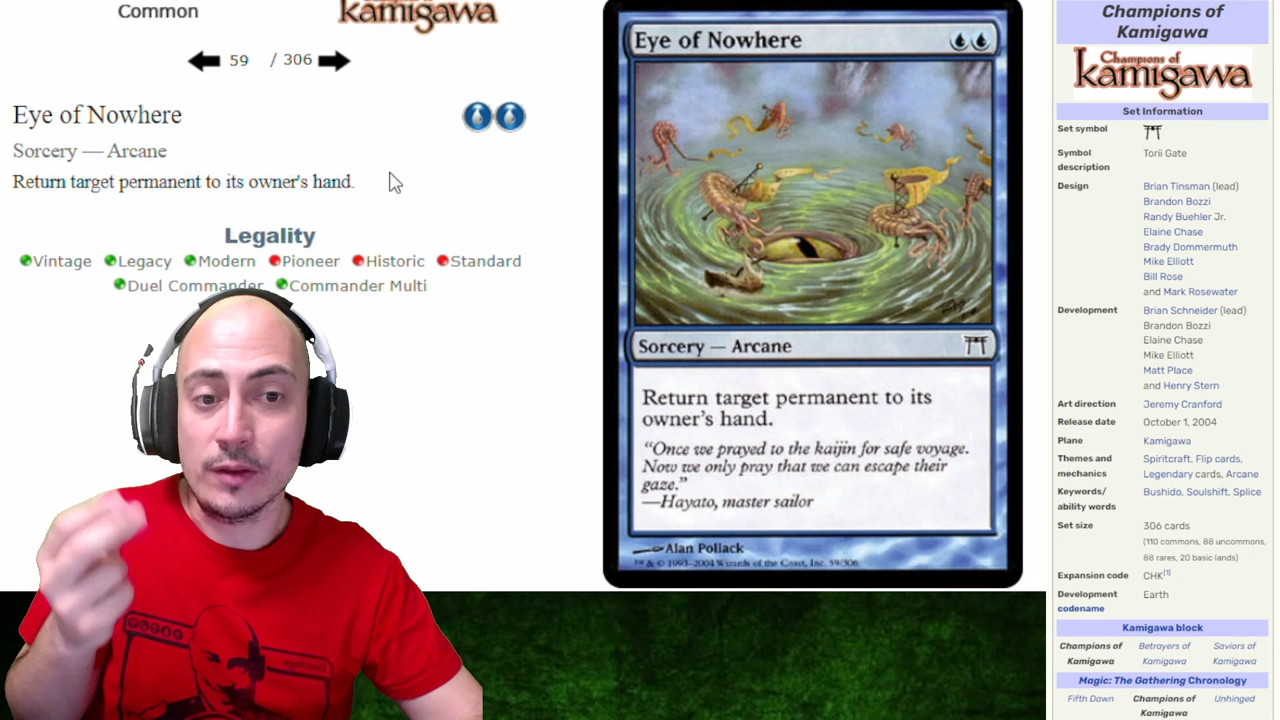 Common
kamigawa
59 / 306
Eye of Nowhere
Sorcery — Arcane
Return target permanent to its owner's hand.
Legality
Vintage Legacy Modern Pioneer Historic Standard
Duel Commander Commander Multi
Eye of Nowhere
Sorcery — Arcane
Return target permanent to its
owner's hand.
“Once we prayed to the kaijin for safe voyage.
Now we only pray that we can escape their
gaze.”
—Hayato, master sailor
Alan Pollack
™ & © 1993–2004 Wizards of the Coast, Inc. 59/306
Champions of
Kamigawa
Champions of
kamigawa
Set Information
Set symbol
Symbol Torii Gate
description
Design Brian Tinsman (lead)
Brandon Bozzi
Randy Buehler Jr.
Elaine Chase
Brady Dommermuth
Mike Elliott
Bill Rose
and Mark Rosewater
Development Brian Schneider (lead)
Brandon Bozzi
Elaine Chase
Mike Elliott
Matt Place
and Henry Stern
Art direction Jeremy Cranford
Release date October 1, 2004
Plane Kamigawa
Themes and Spiritcraft, Flip cards,
mechanics Legendary cards, Arcane
Keywords/ Bushido, Soulshift, Splice
ability words
Set size 306 cards
(110 commons, 88 uncommons,
88 rares, 20 basic lands)
Expansion code CHK[1]
Development Earth
codename
Kamigawa block
Champions of Betrayers of Saviors of
Kamigawa Kamigawa Kamigawa
Magic: The Gathering Chronology
Fifth Dawn Champions of Unhinged
Kamigawa